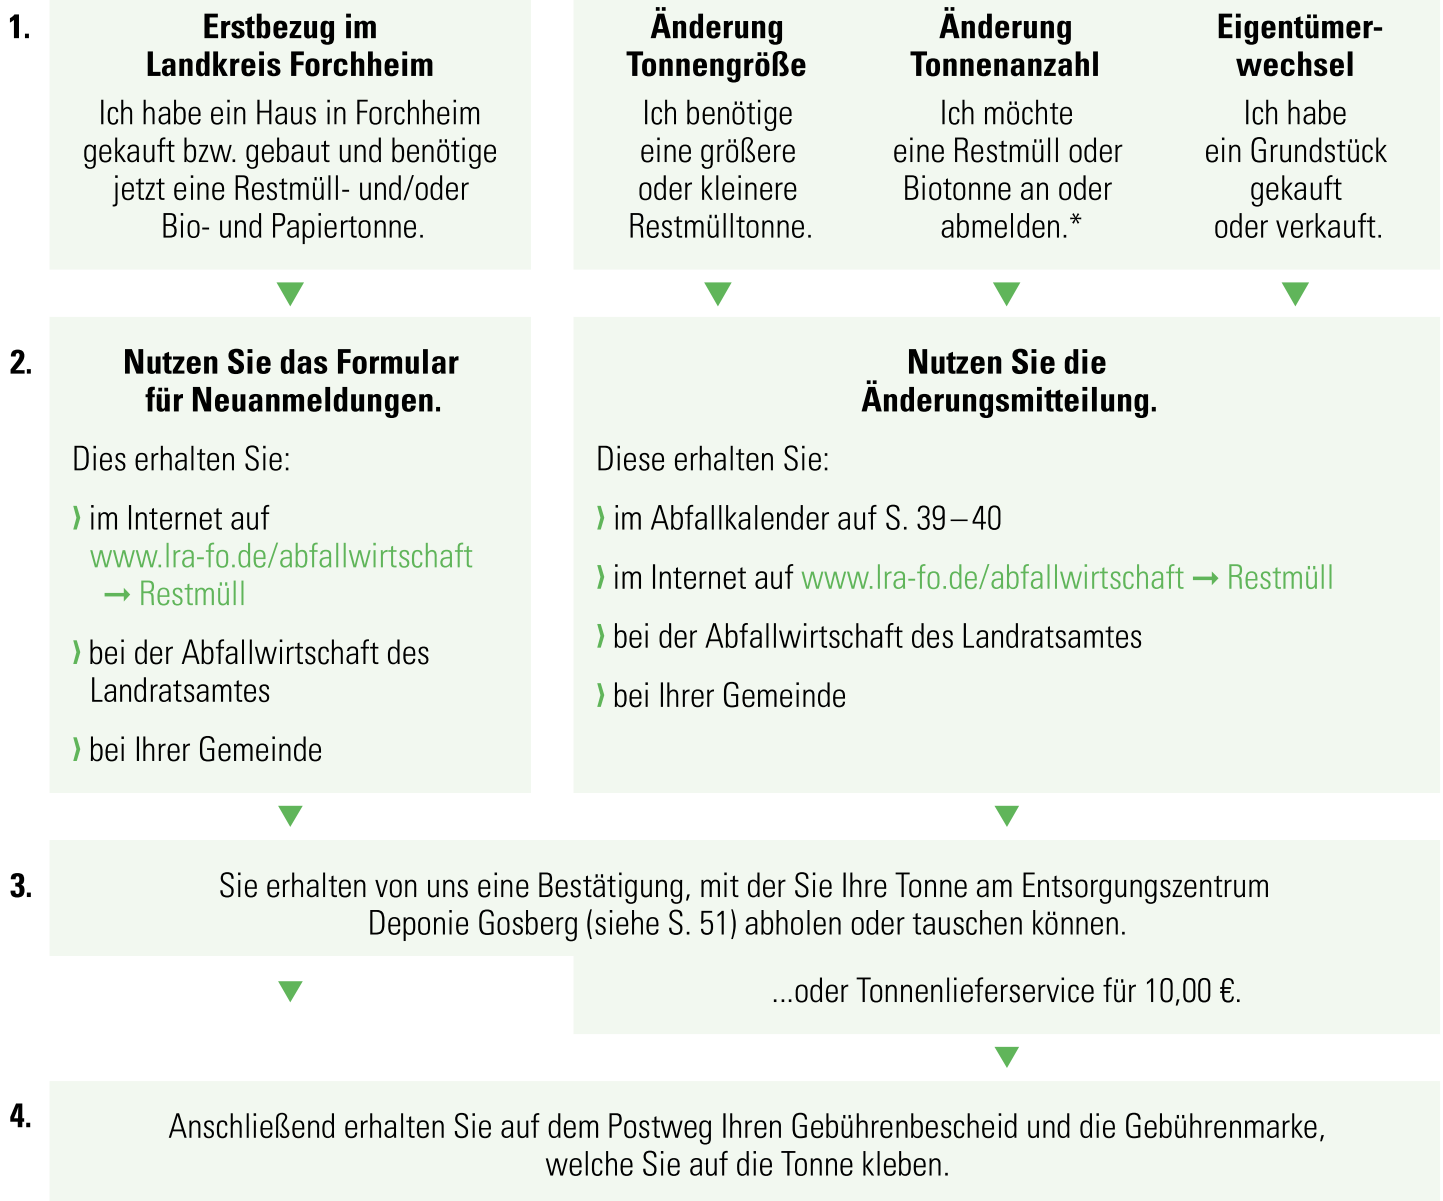 1.
Erstbezug im
Landkreis Forchheim
Ich habe ein Haus in Forchheim
gekauft bzw. gebaut und benötige
jetzt eine Restmüll- und/oder
Bio- und Papiertonne.
Änderung
Tonnengröße
Ich benötige
eine größere
oder kleinere
Restmülltonne.
Änderung
Tonnenanzahl
Ich möchte
eine Restmüll oder
Biotonne an oder
abmelden.*
Eigentümer-
wechsel
Ich habe
ein Grundstück
gekauft
oder verkauft.
2.
Nutzen Sie das Formular
für Neuanmeldungen.
Dies erhalten Sie:
⟩ im Internet auf
www.lra-fo.de/abfallwirtschaft
→ Restmüll
⟩ bei der Abfallwirtschaft des
Landratsamtes
⟩ bei Ihrer Gemeinde
Nutzen Sie die
Änderungsmitteilung.
Diese erhalten Sie:
⟩ im Abfallkalender auf S. 39–40
⟩ im Internet auf www.lra-fo.de/abfallwirtschaft → Restmüll
⟩ bei der Abfallwirtschaft des Landratsamtes
⟩ bei Ihrer Gemeinde
3.
Sie erhalten von uns eine Bestätigung, mit der Sie Ihre Tonne am Entsorgungszentrum
Deponie Gosberg (siehe S. 51) abholen oder tauschen können.
...oder Tonnenlieferservice für 10,00 €.
4.
Anschließend erhalten Sie auf dem Postweg Ihren Gebührenbescheid und die Gebührenmarke,
welche Sie auf die Tonne kleben.